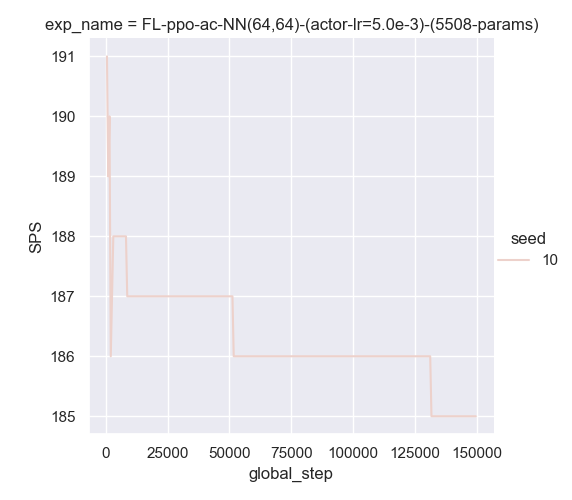 exp_name = FL-ppo-ac-NN(64,64)-(actor-lr=5.0e-3)-(5508-params)
191
190
189
188
187
186
185
SPS
0 25000 50000 75000 100000 125000 150000
global_step
seed
10